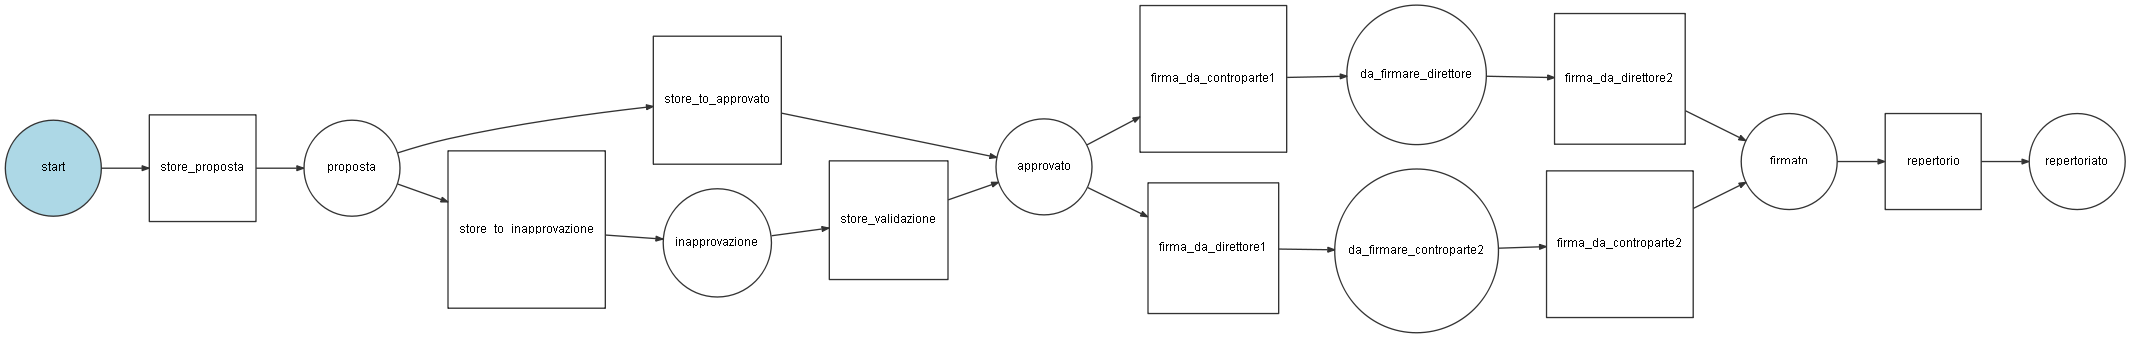 start
store_proposta
proposta
store_to_approvato
store_to_inapprovazione
inapprovazione
store_validazione
approvato
firma_da_controparte1
da_firmare_direttore
firma_da_direttore2
firma_da_direttore1
da_firmare_controparte2
firma_da_controparte2
firmato
repertorio
repertoriato